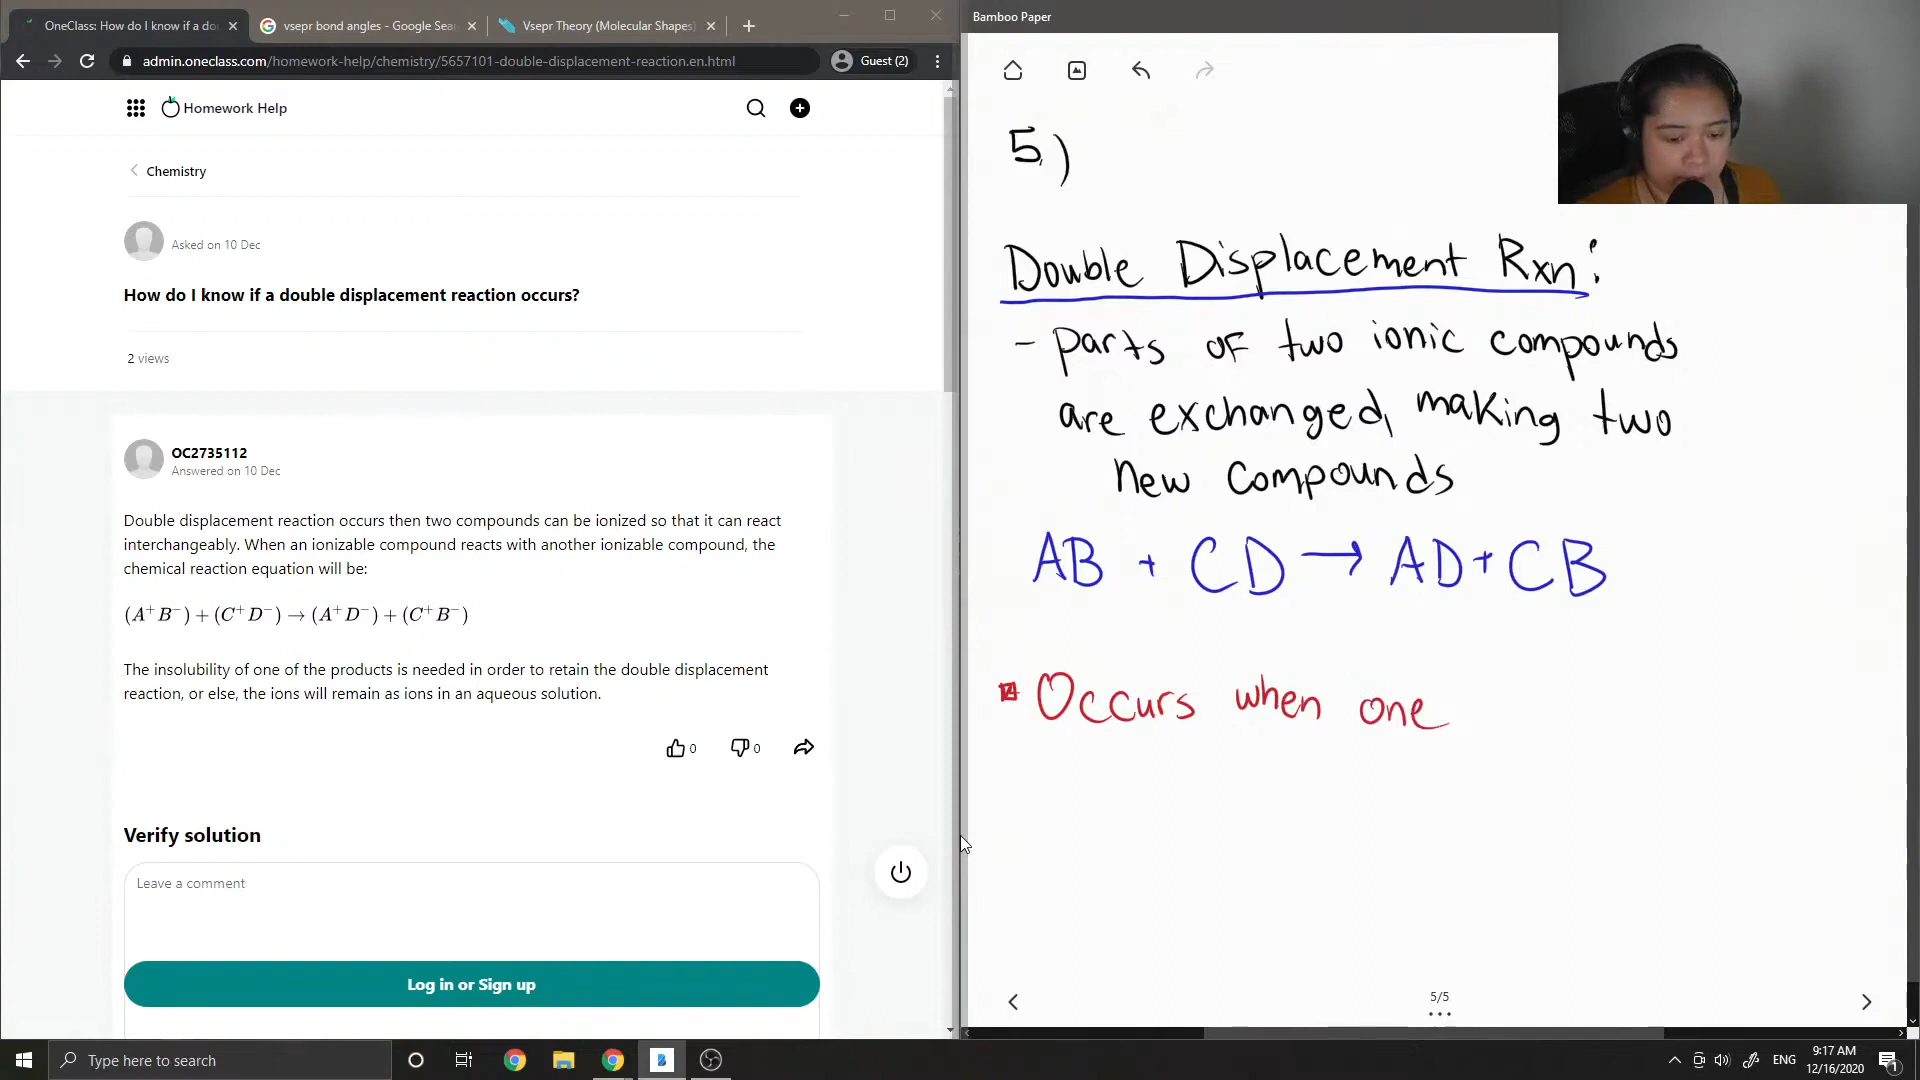 OneClass: How do I know if a do
vsepr bond angles - Google Sea
Vsepr Theory (Molecular Shapes)
admin.oneclass.com/homework-help/chemistry/5657101-double-displacement-reaction.en.html
Guest (2)
Homework Help
Chemistry
Asked on 10 Dec
How do I know if a double displacement reaction occurs?
2 views
OC2735112
Answered on 10 Dec
Double displacement reaction occurs then two compounds can be ionized so that it can react
interchangeably. When an ionizable compound reacts with another ionizable compound, the
chemical reaction equation will be:
(A⁺B⁻) + (C⁺D⁻) → (A⁺D⁻) + (C⁺B⁻)
The insolubility of one of the products is needed in order to retain the double displacement
reaction, or else, the ions will remain as ions in an aqueous solution.
0
0
Verify solution
Leave a comment
Log in or Sign up
Bamboo Paper
5.)
Double Displacement Rxn:
- parts of two ionic compounds
are exchanged, making two
new compounds
AB + CD → AD + CB
Occurs when one
5/5
Type here to search
B
ENG
9:17 AM
12/16/2020
1